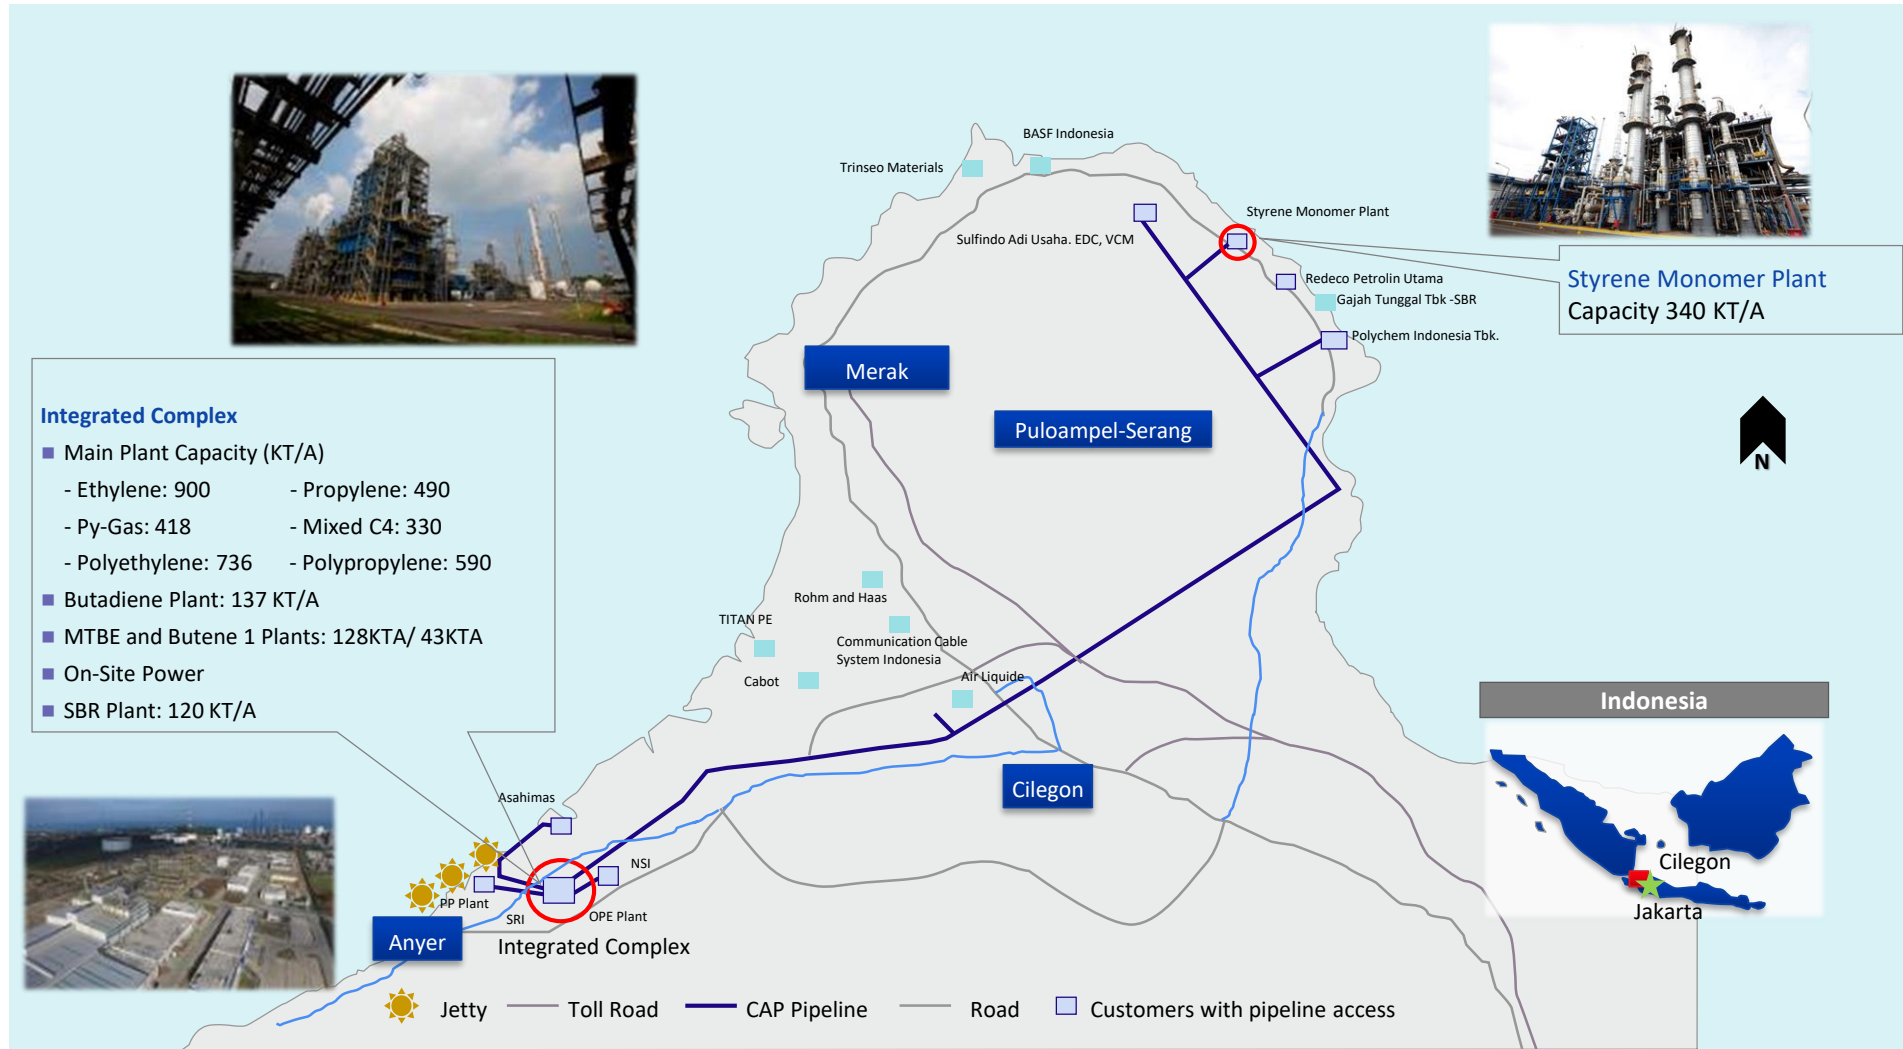 BASF Indonesia
Trinseo Materials
Styrene Monomer Plant
Sulfindo Adi Usaha. EDC, VCM
Redeco Petrolin Utama
Gajah Tunggal Tbk -SBR
Polychem Indonesia Tbk.
Styrene Monomer Plant
Capacity 340 KT/A
Merak
Puloampel-Serang
N
Integrated Complex
Main Plant Capacity (KT/A)
- Ethylene: 900 - Propylene: 490
- Py-Gas: 418 - Mixed C4: 330
- Polyethylene: 736 - Polypropylene: 590
Butadiene Plant: 137 KT/A
MTBE and Butene 1 Plants: 128KTA/ 43KTA
On-Site Power
SBR Plant: 120 KT/A
Rohm and Haas
TITAN PE
Communication Cable
System Indonesia
Cabot
Air Liquide
Cilegon
Asahimas
NSI
PP Plant
SRI
OPE Plant
Anyer
Integrated Complex
Indonesia
Cilegon
Jakarta
Jetty
Toll Road
CAP Pipeline
Road
Customers with pipeline access